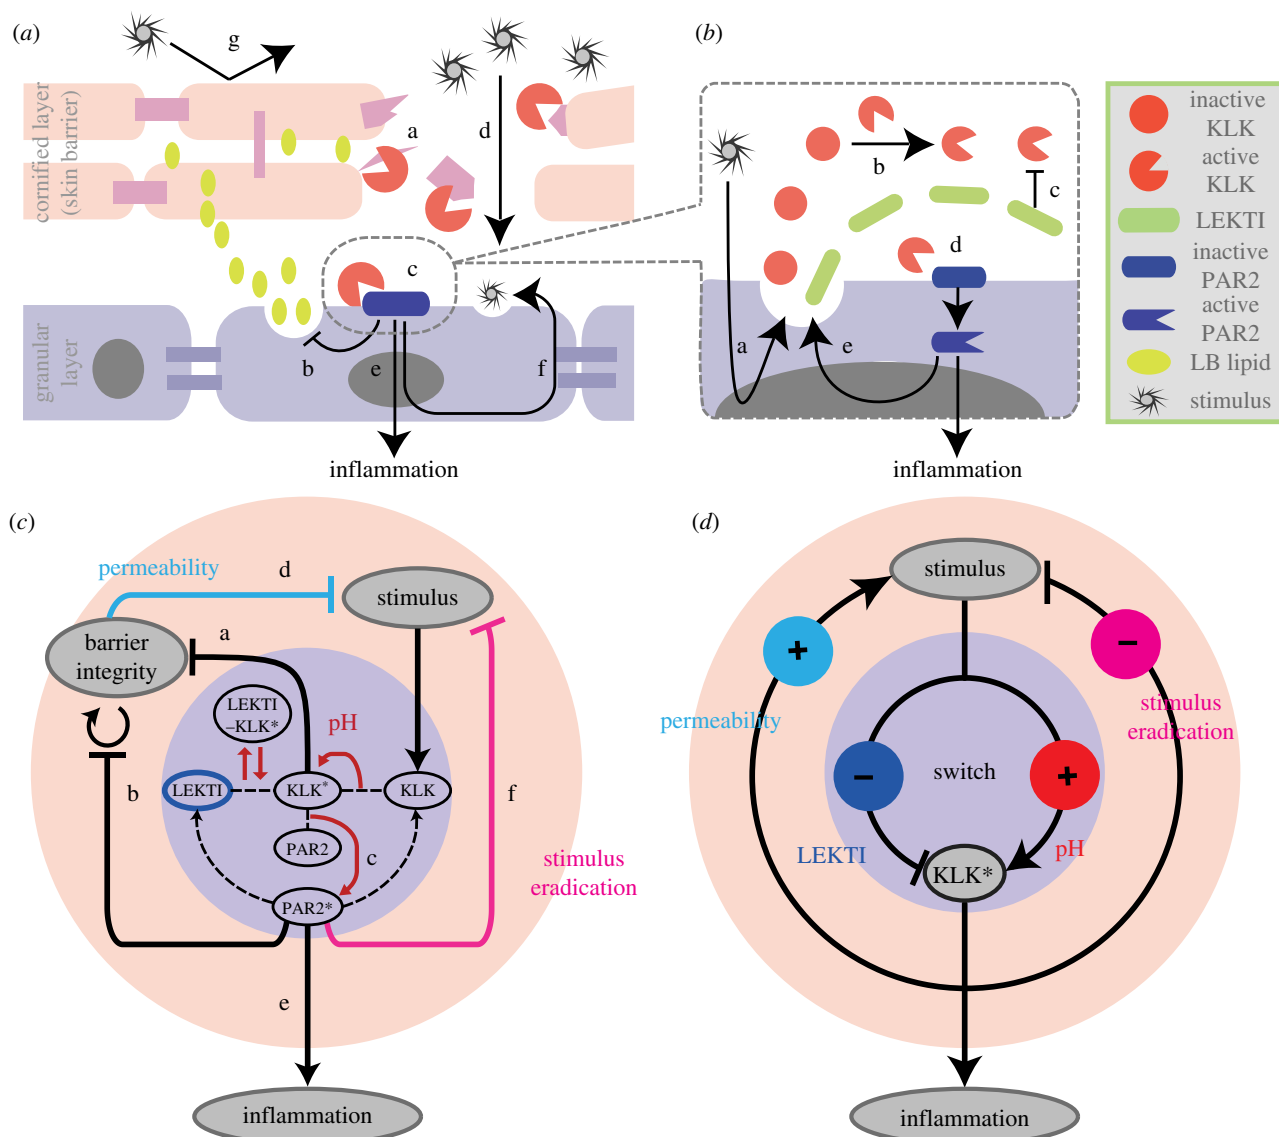 (a)
g
a
d
cornified layer
(skin barrier)
c
b
e
f
granular
layer
inflammation
(b)
b
c
d
a
e
inflammation
inactive
KLK
active
KLK
LEKTI
inactive
PAR2
active
PAR2
LB lipid
stimulus
(c)
permeability
d
stimulus
barrier
integrity
a
LEKTI
–KLK*
pH
LEKTI
KLK*
KLK
b
f
PAR2
c
stimulus
eradication
PAR2*
e
inflammation
(d)
stimulus
+
–
permeability
stimulus
eradication
–
switch
+
LEKTI
pH
KLK*
inflammation